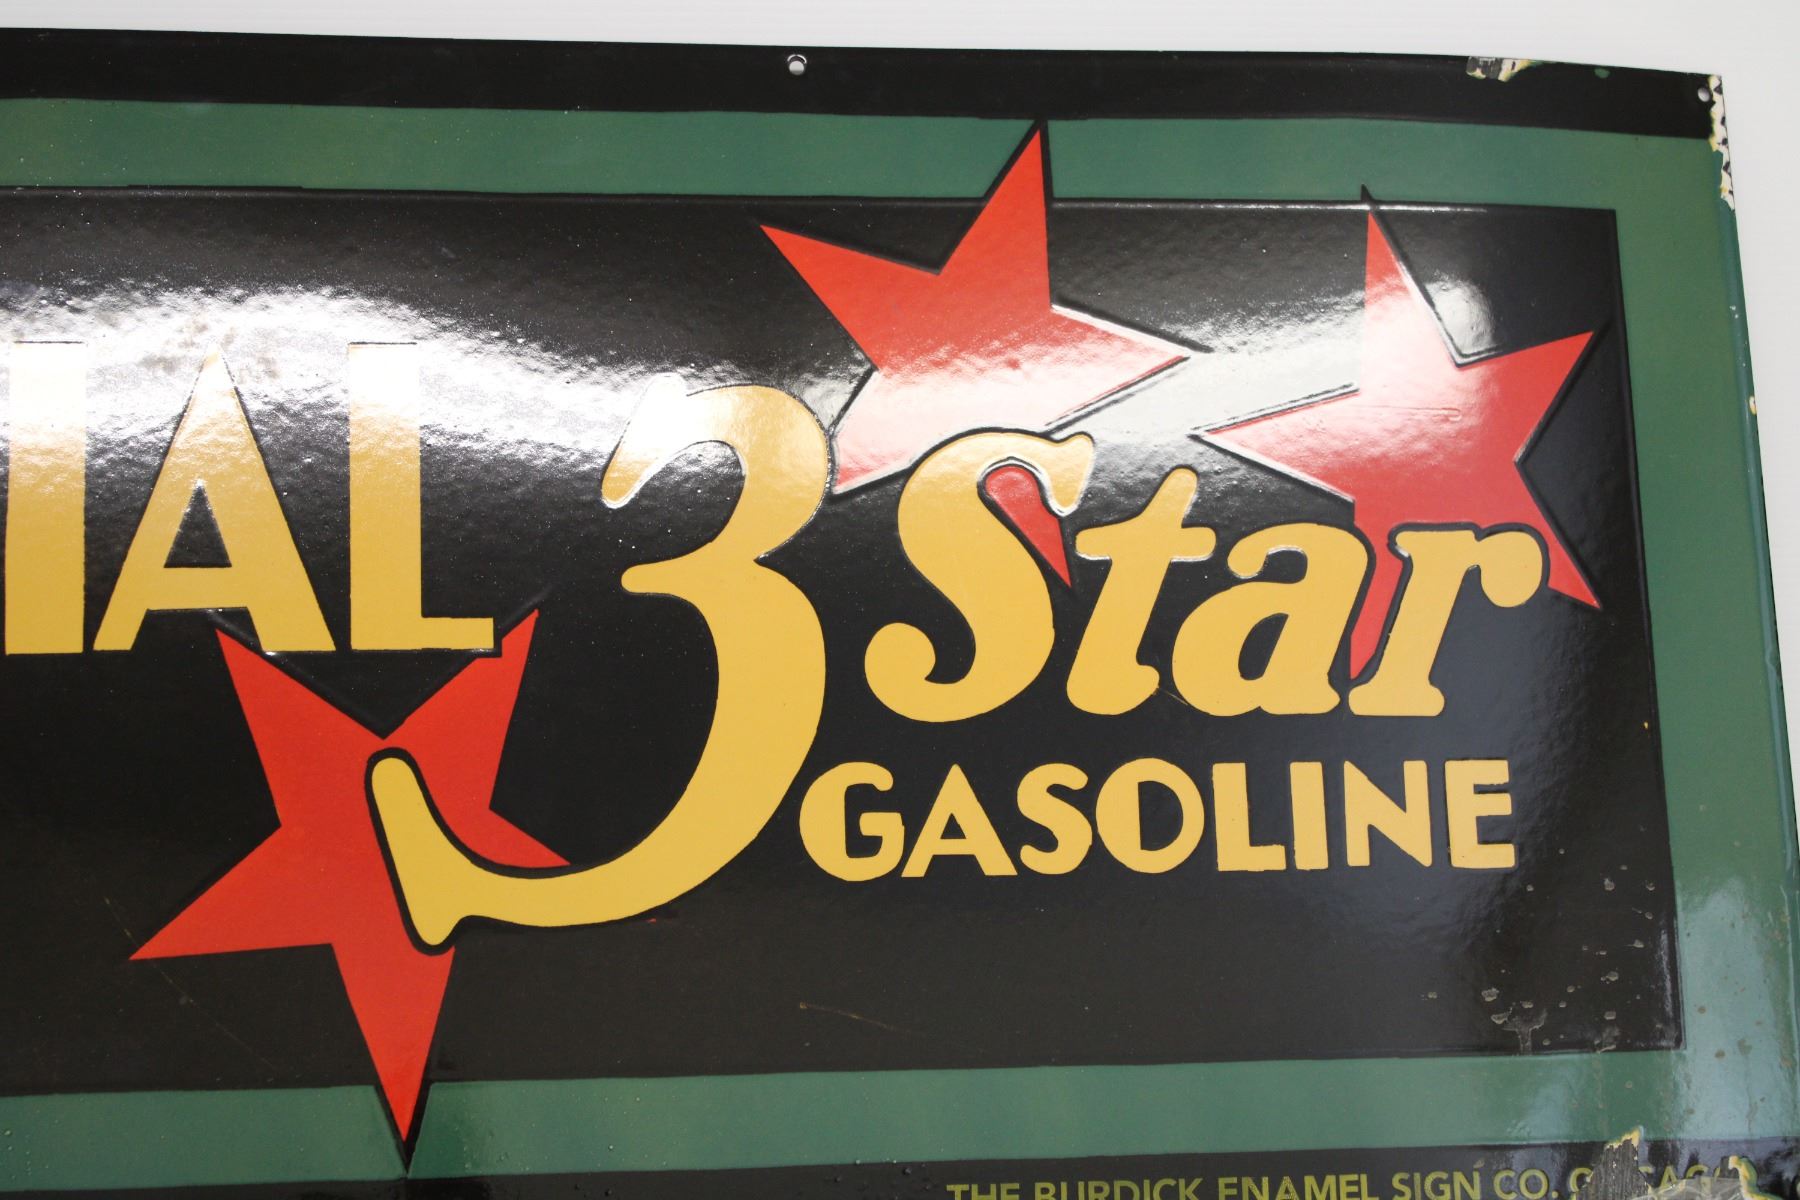 IAL 3 Star
GASOLINE
THE BURDICK ENAMEL SIGN CO.